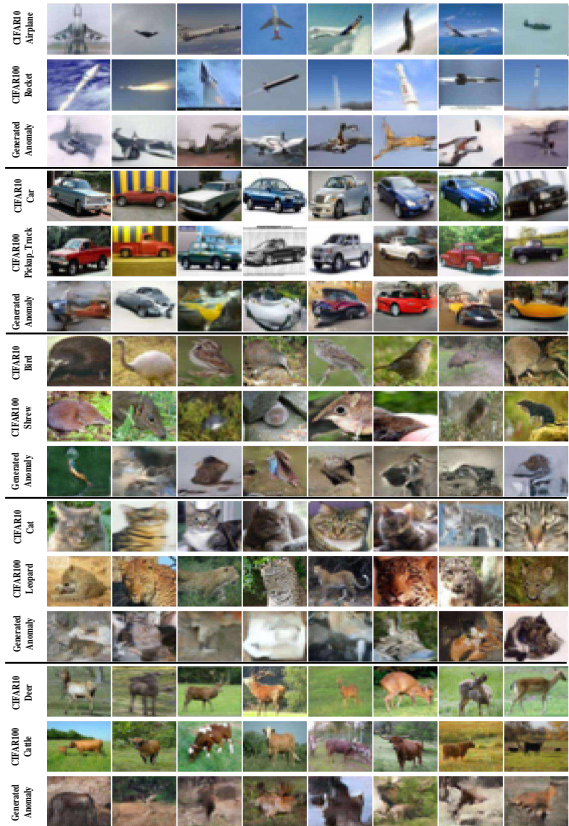 CIFAR10
Airplane
CIFAR100
Rocket
Generated
Anomaly
CIFAR10
Car
CIFAR100
Pickup_Truck
Generated
Anomaly
CIFAR10
Bird
CIFAR100
Shrew
Generated
Anomaly
CIFAR10
Cat
CIFAR100
Leopard
Generated
Anomaly
CIFAR10
Deer
CIFAR100
Cattle
Generated
Anomaly